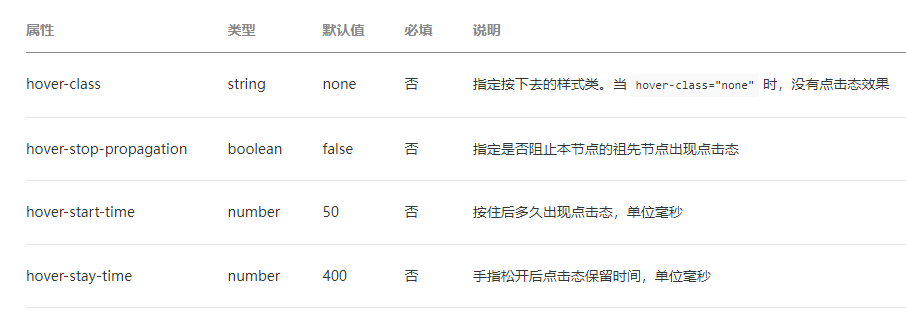 属性 类型 默认值 必填 说明
hover-class string none 否 指定按下去的样式类。当 hover-class="none" 时，没有点击态效果
hover-stop-propagation boolean false 否 指定是否阻止本节点的祖先节点出现点击态
hover-start-time number 50 否 按住后多久出现点击态，单位毫秒
hover-stay-time number 400 否 手指松开后点击态保留时间，单位毫秒